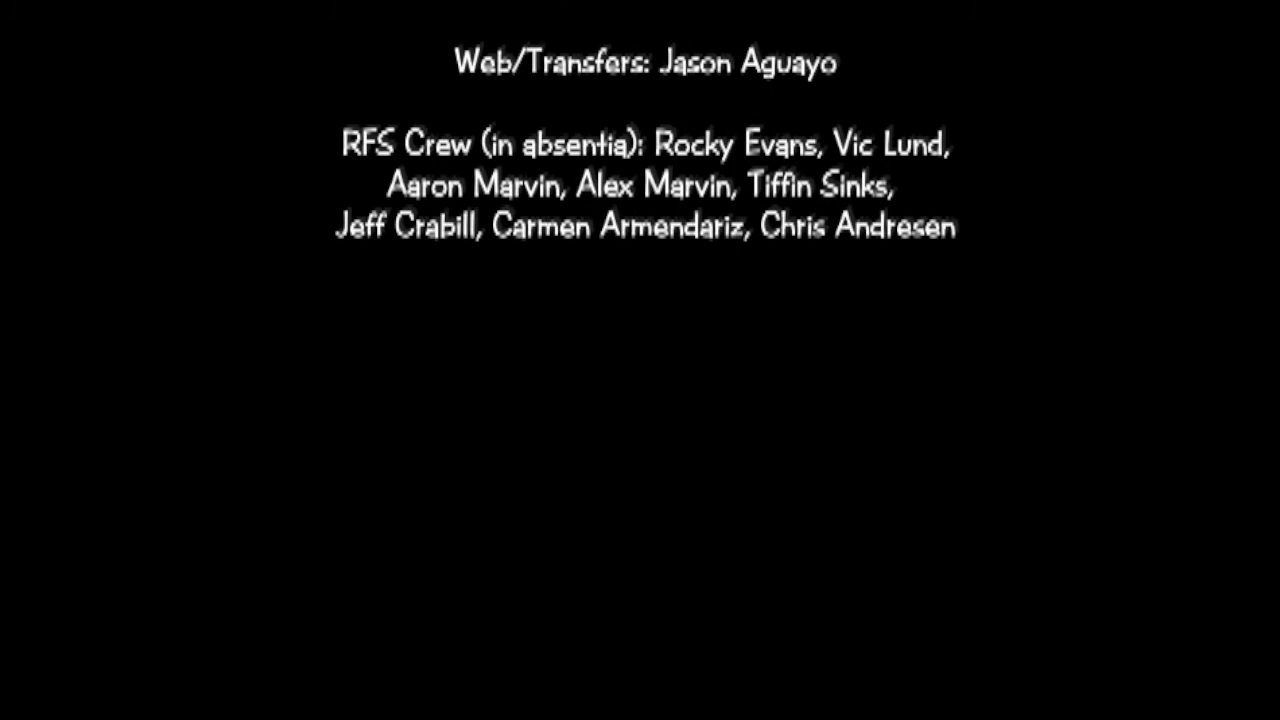 Web/Transfers: Jason Aguayo
RFS Crew (in absentia): Rocky Evans, Vic Lund,
Aaron Marvin, Alex Marvin, Tiffin Sinks,
Jeff Crabill, Carmen Armendariz, Chris Andresen